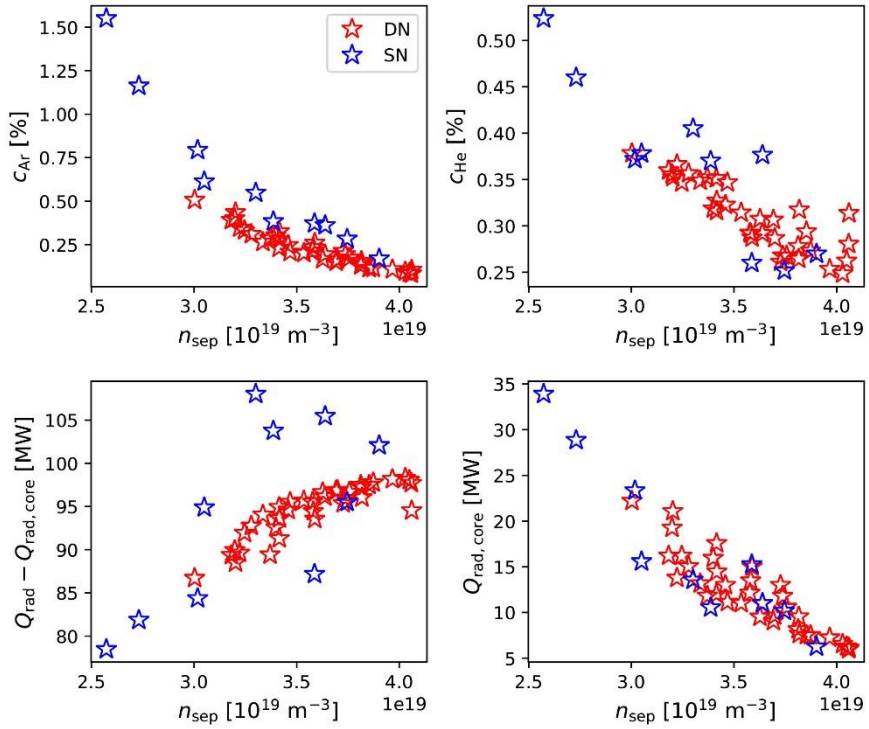 c_Ar [%]
1.50
1.25
1.00
0.75
0.50
0.25
DN
SN
2.5 3.0 3.5 4.0
1e19
n_sep [10^19 m^−3]
c_He [%]
0.50
0.45
0.40
0.35
0.30
0.25
2.5 3.0 3.5 4.0
1e19
n_sep [10^19 m^−3]
Q_rad − Q_rad,core [MW]
105
100
95
90
85
80
2.5 3.0 3.5 4.0
1e19
n_sep [10^19 m^−3]
Q_rad,core [MW]
35
30
25
20
15
10
5
2.5 3.0 3.5 4.0
1e19
n_sep [10^19 m^−3]